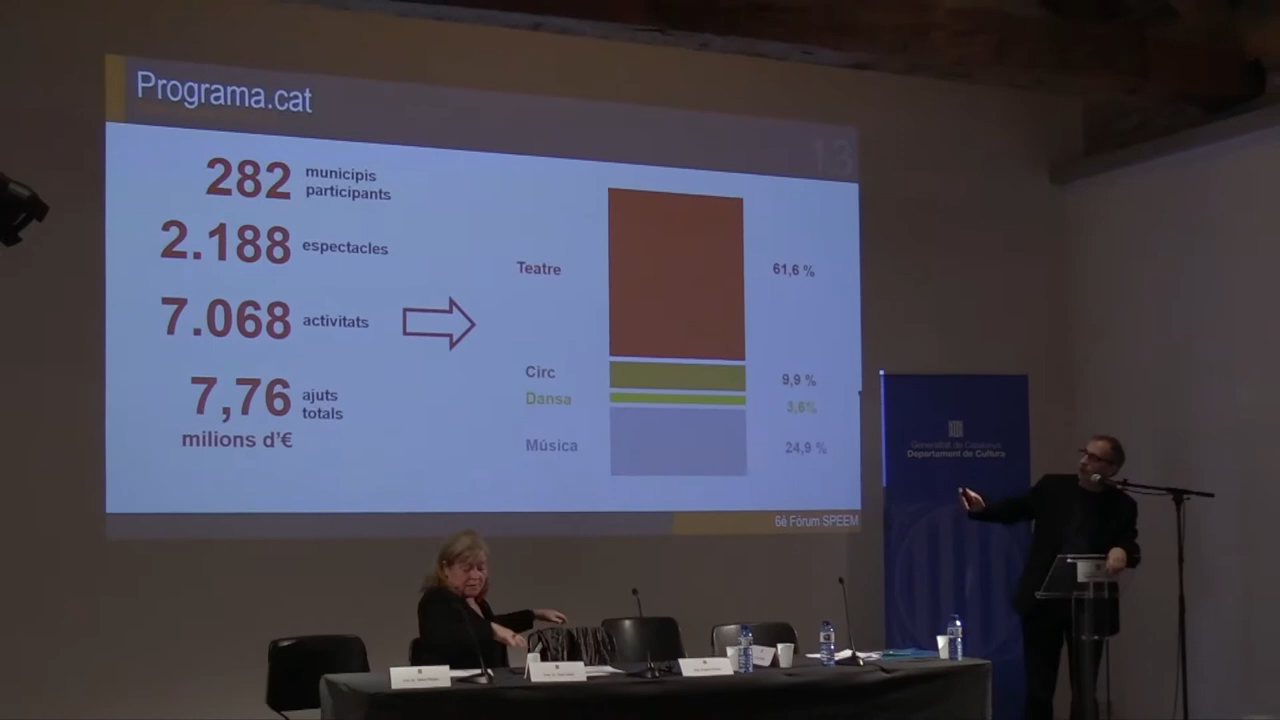 Programa.cat
13
282 municipis
participants
2.188 espectacles
7.068 activitats
7,76 ajuts
totals
milions d'€
Teatre 61,6 %
Circ 9,9 %
Dansa 3,6%
Música 24,9 %
6è Fòrum SPEEM
Generalitat de Catalunya
Departament de Cultura